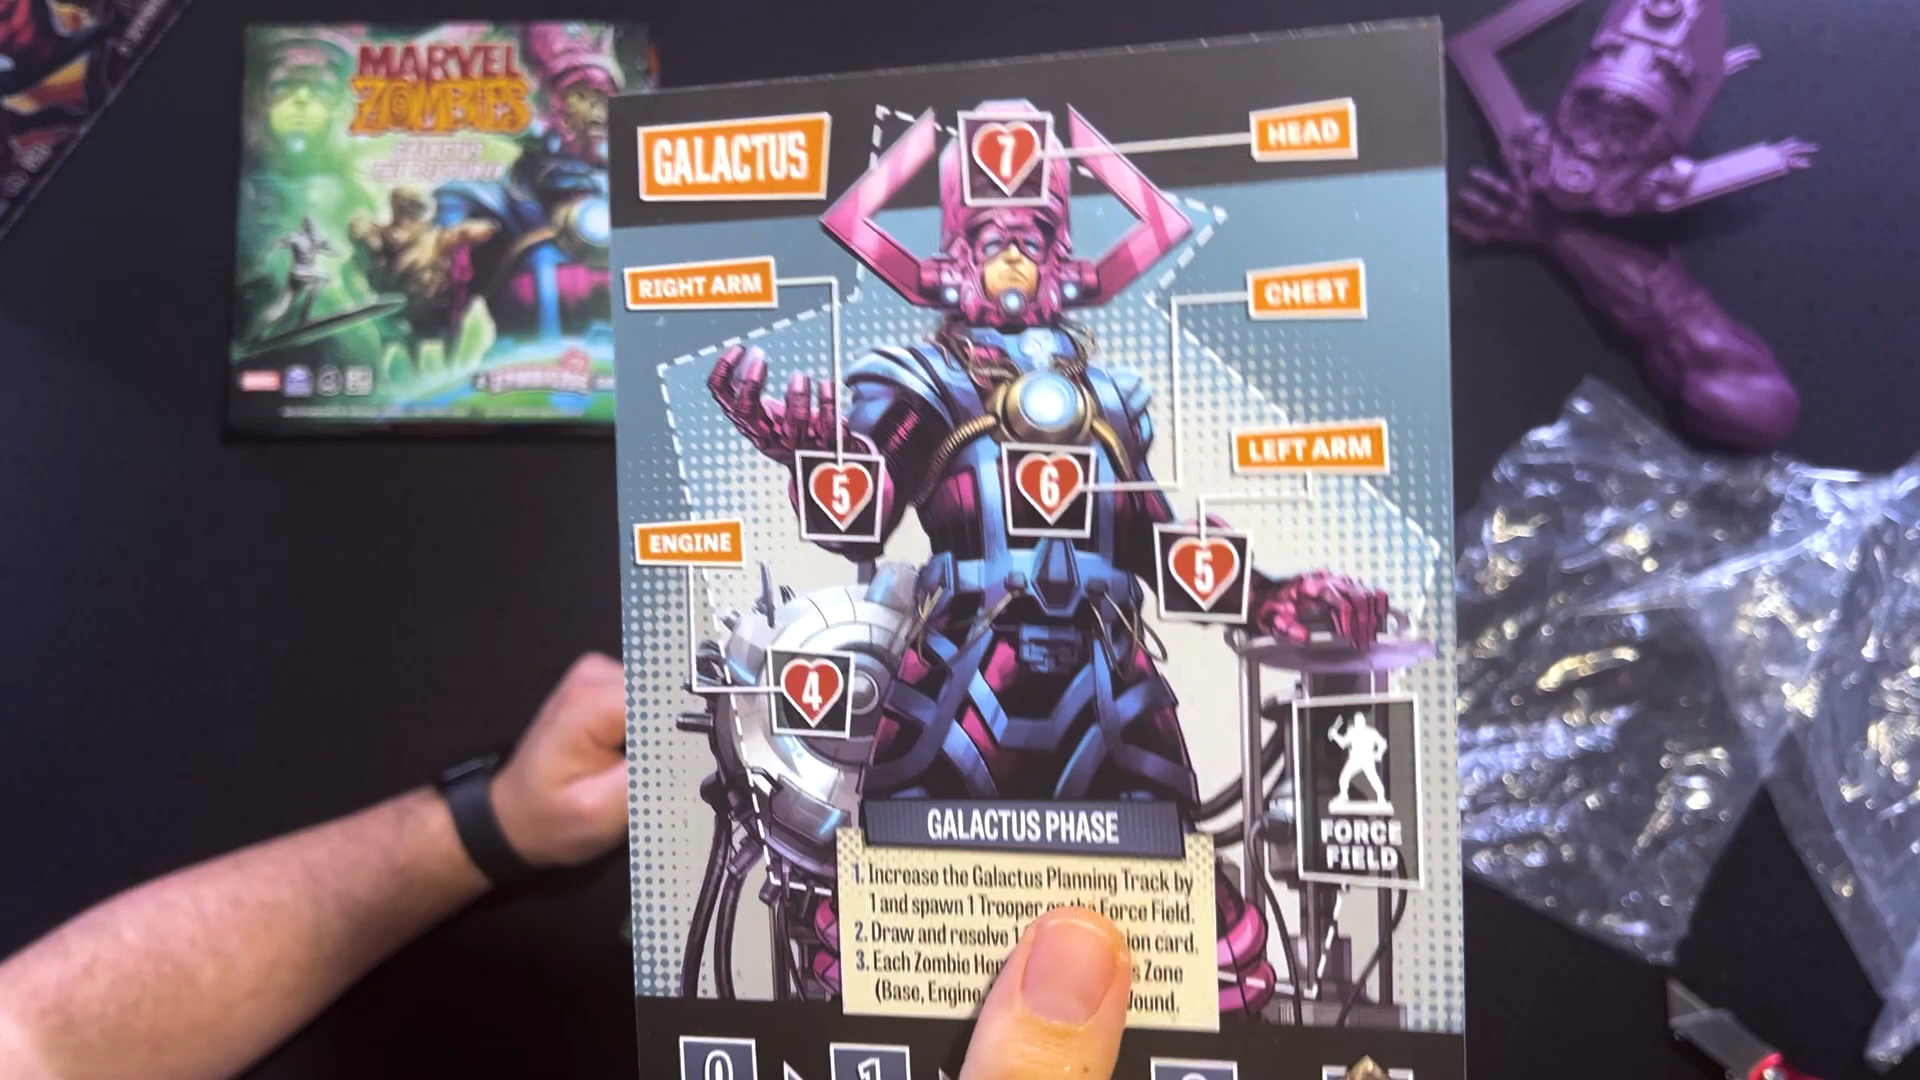 MARVEL
ZOMBIES
GALACTUS
7
HEAD
RIGHT ARM
CHEST
5
6
LEFT ARM
5
ENGINE
4
FORCE
FIELD
GALACTUS PHASE
1. Increase the Galactus Planning Track by
1 and spawn 1 Trooper on the Force Field.
2. Draw and resolve 1 card.
3. Each Zombie Zone
(Base, Engine Wound.
0 1